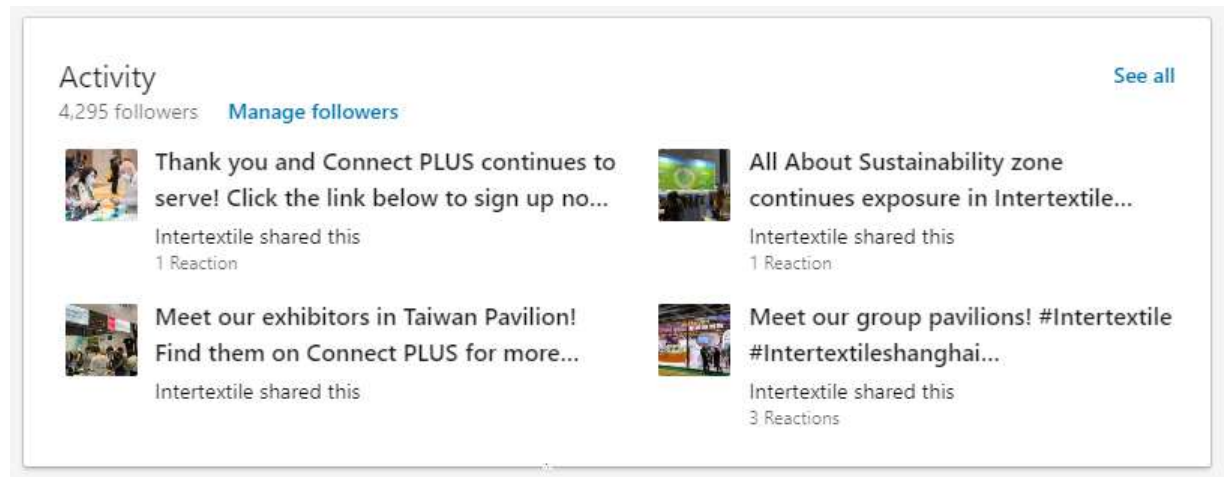 Activity
See all
4,295 followers Manage followers
Thank you and Connect PLUS continues to
serve! Click the link below to sign up no...
Intertextile shared this
1 Reaction
All About Sustainability zone
continues exposure in Intertextile...
Intertextile shared this
1 Reaction
Meet our exhibitors in Taiwan Pavilion!
Find them on Connect PLUS for more...
Intertextile shared this
Meet our group pavilions! #Intertextile
#Intertextileshanghai...
Intertextile shared this
3 Reactions